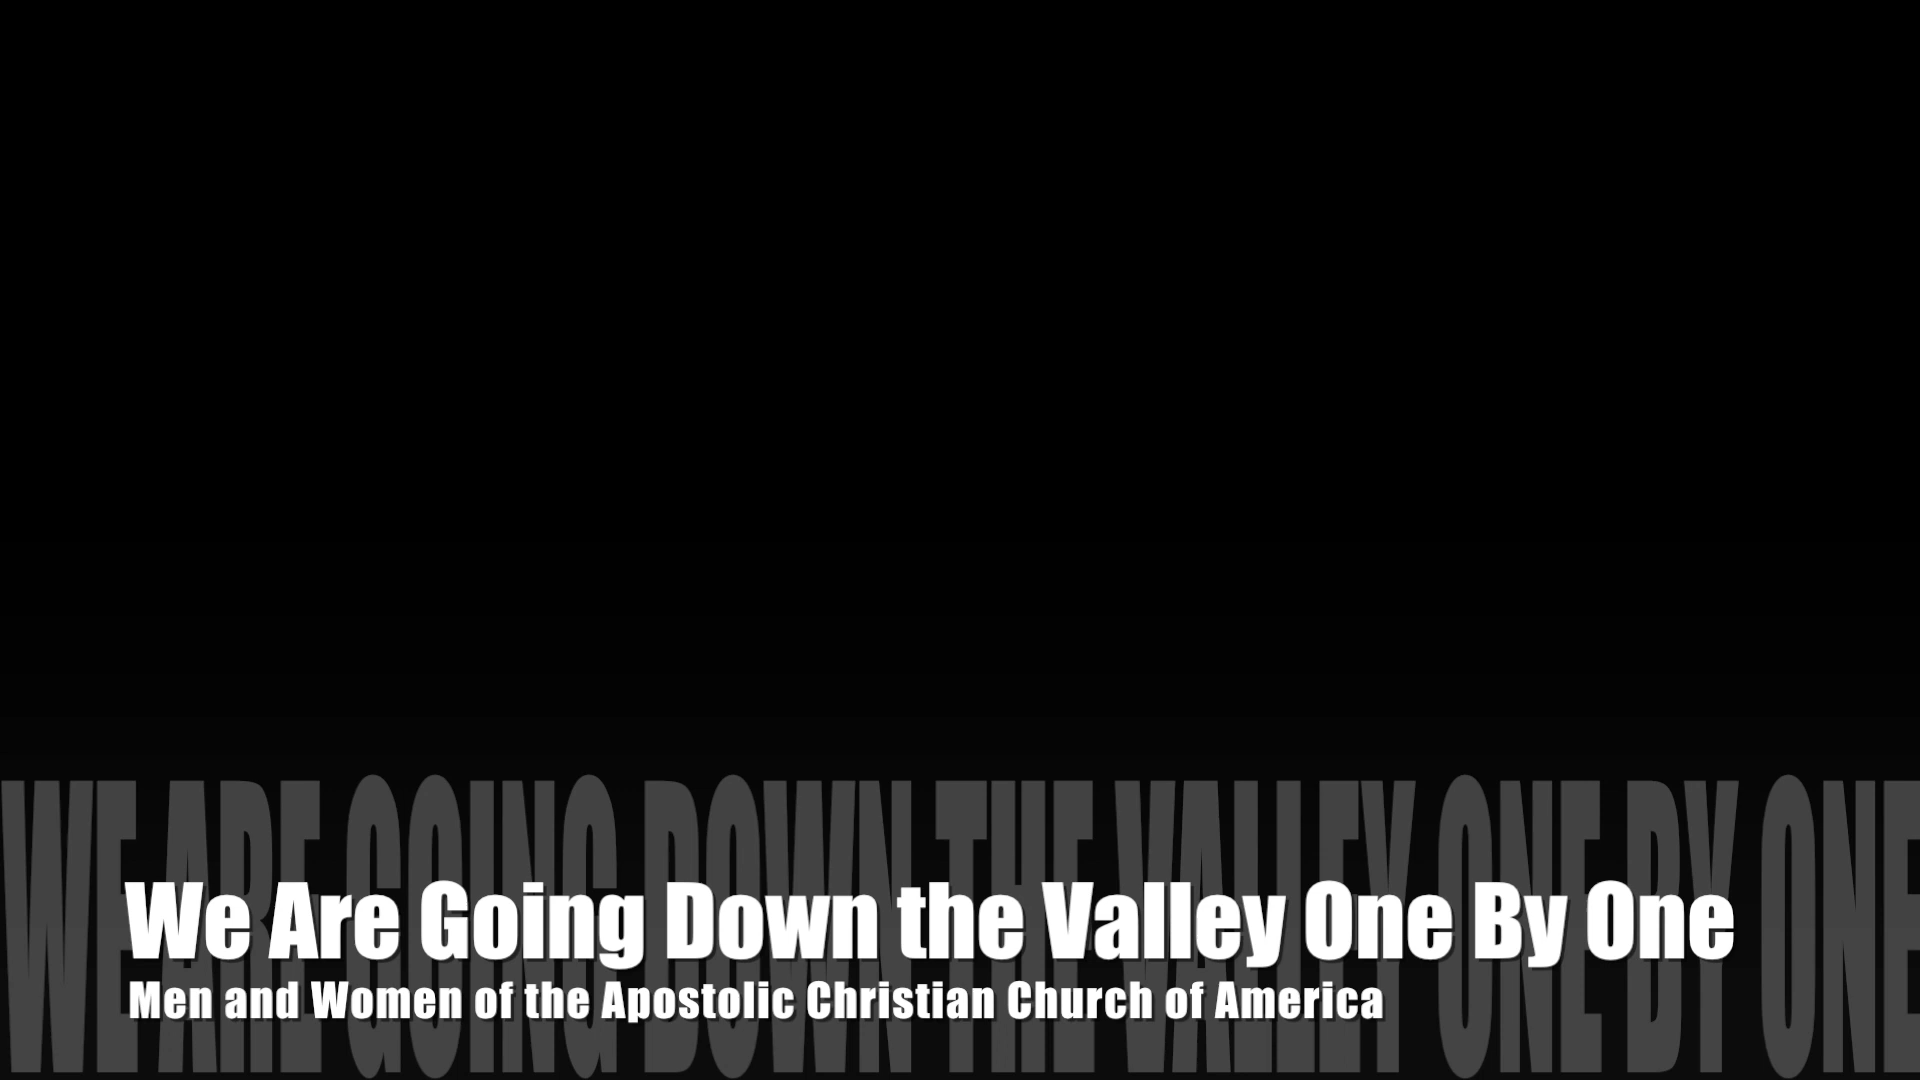 WE ARE GOING DOWN THE VALLEY ONE BY ONE
We Are Going Down the Valley One By One
Men and Women of the Apostolic Christian Church of America